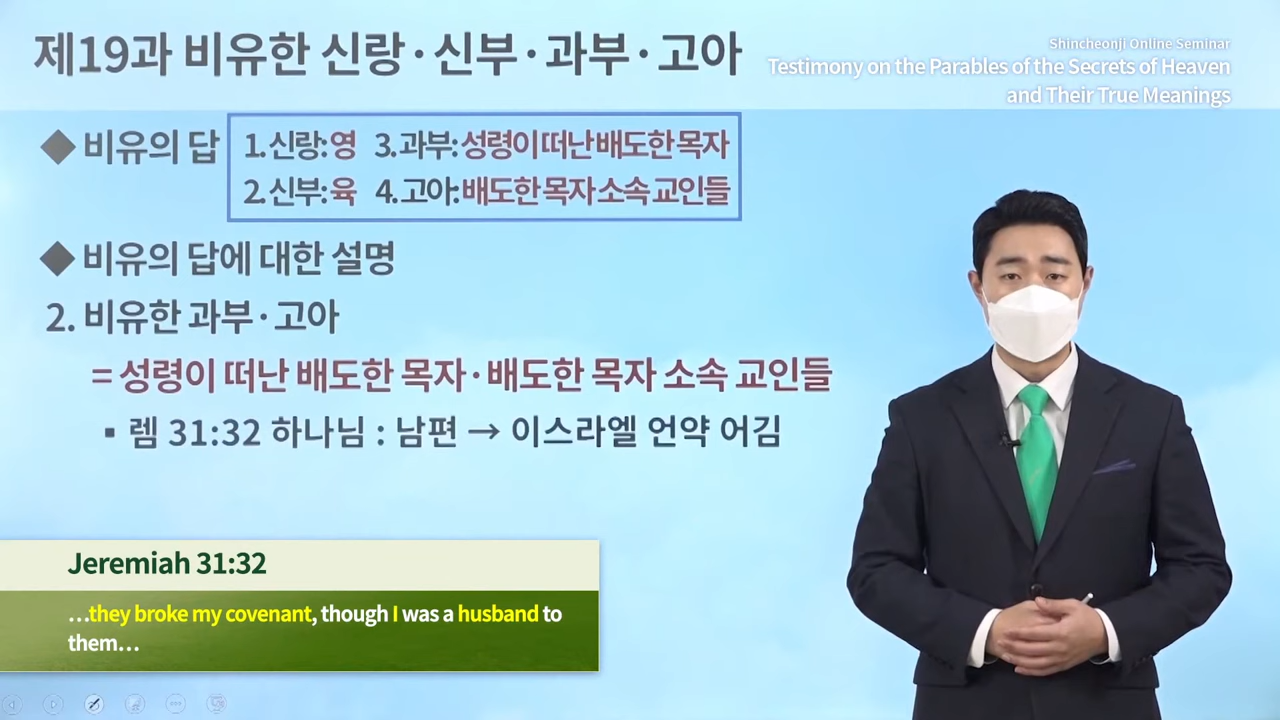 제19과 비유한 신랑·신부·과부·고아
Shincheonji Online Seminar
Testimony on the Parables of the Secrets of Heaven
and Their True Meanings
◆ 비유의 답
1. 신랑: 영 3. 과부: 성령이 떠난 배도한 목자
2. 신부: 육 4. 고아: 배도한 목자 소속 교인들
◆ 비유의 답에 대한 설명
2. 비유한 과부·고아
= 성령이 떠난 배도한 목자·배도한 목자 소속 교인들
▪ 렘 31:32 하나님 : 남편 → 이스라엘 언약 어김
Jeremiah 31:32
…they broke my covenant, though I was a husband to
them…